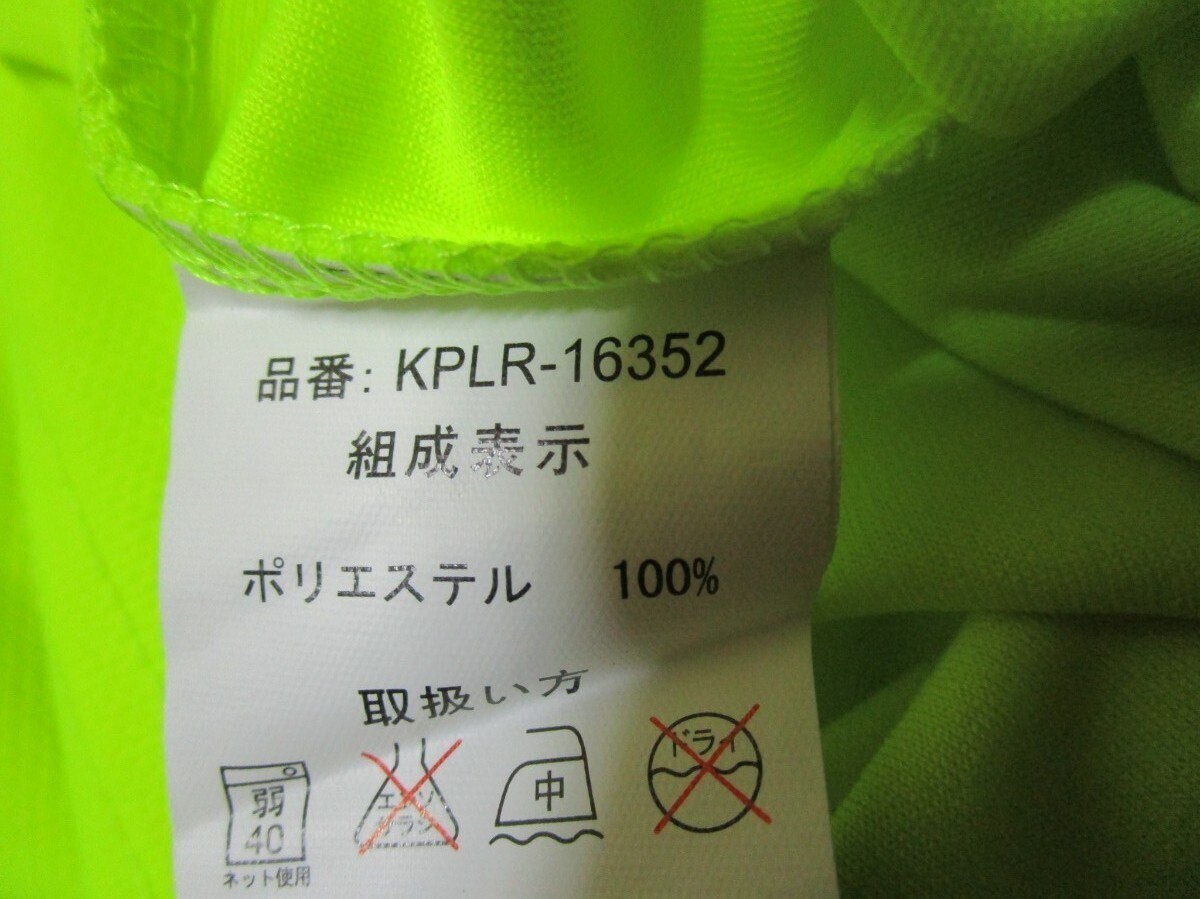 品番: KPLR-16352
組成表示
ポリエステル 100%
取扱い方
弱
40
ネット使用
エンソ
サラシ
中
ドライ